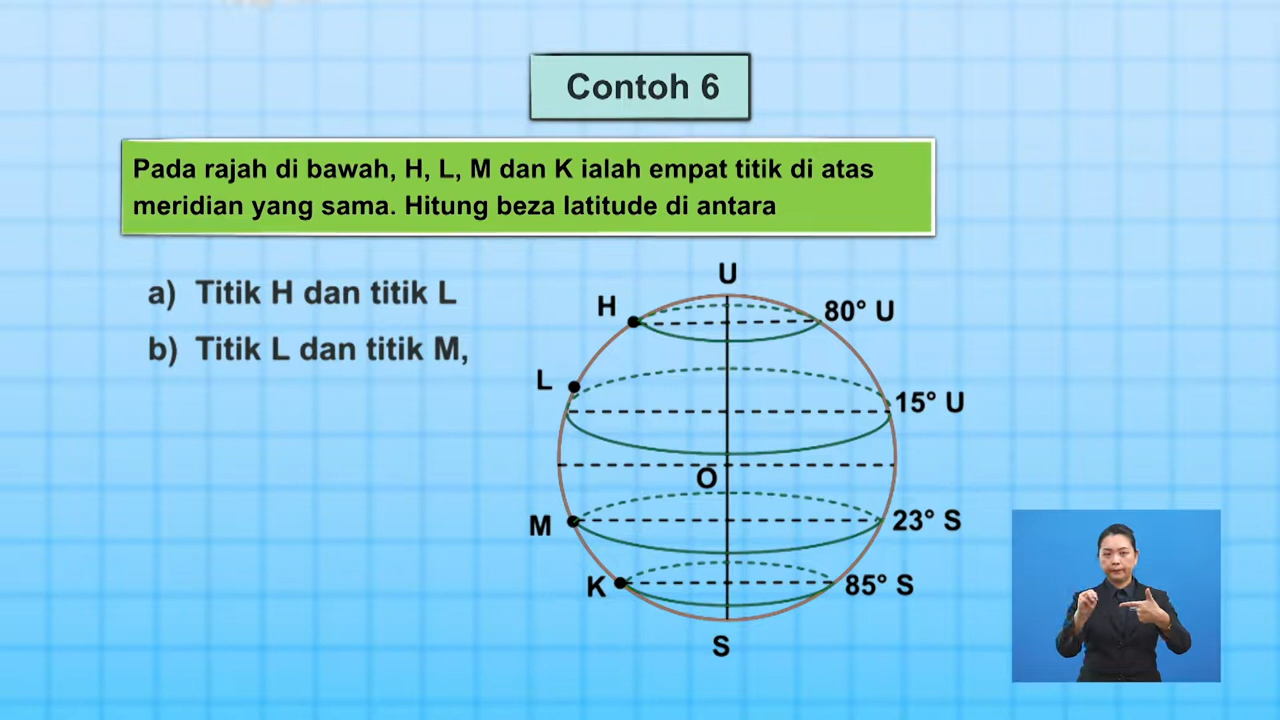 Contoh 6
Pada rajah di bawah, H, L, M dan K ialah empat titik di atas
meridian yang sama. Hitung beza latitude di antara
a) Titik H dan titik L
b) Titik L dan titik M,
U
H
80° U
L
15° U
O
M
23° S
K
85° S
S